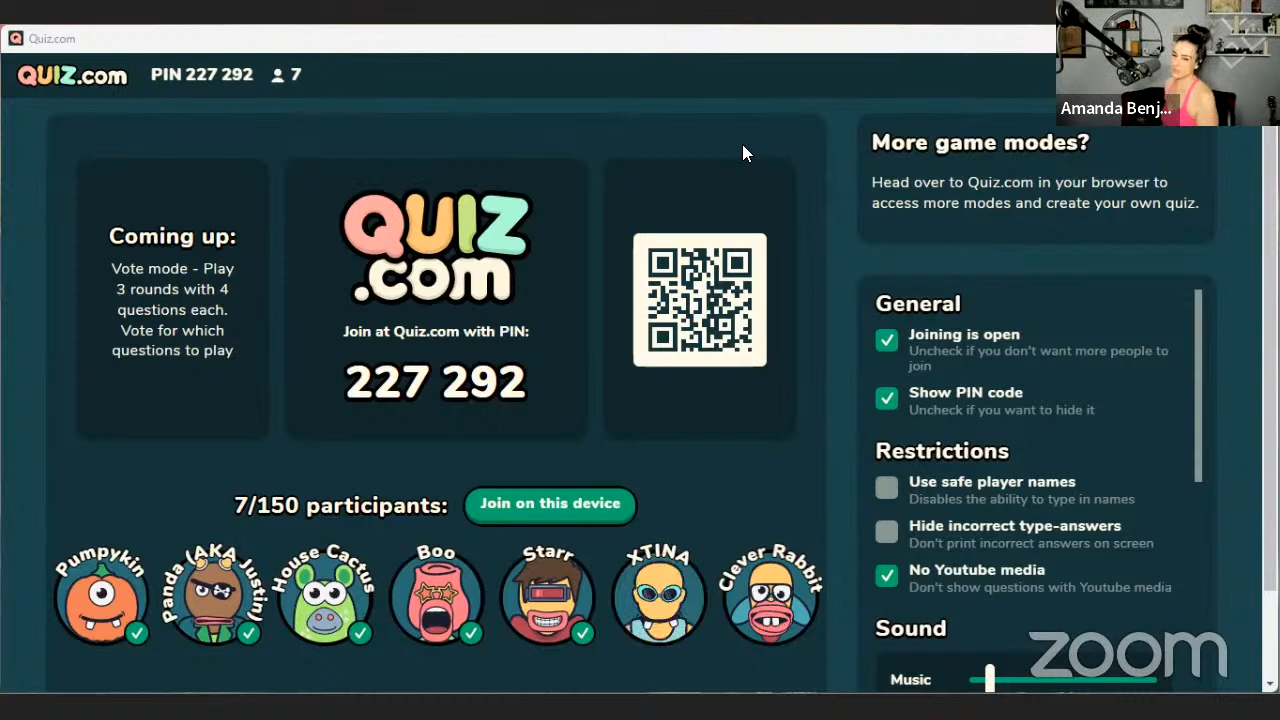 Quiz.com
QUIZ.com
PIN 227 292
7
Amanda Benj...
Coming up:
Vote mode - Play
3 rounds with 4
questions each.
Vote for which
questions to play
QUIZ
.com
Join at Quiz.com with PIN:
227 292
More game modes?
Head over to Quiz.com in your browser to
access more modes and create your own quiz.
General
Joining is open
Uncheck if you don't want more people to
join
Show PIN code
Uncheck if you want to hide it
Restrictions
Use safe player names
Disables the ability to type in names
Hide incorrect type-answers
Don't print incorrect answers on screen
No Youtube media
Don't show questions with Youtube media
Sound
Music
7/150 participants:
Join on this device
Pumpykin
Panda (AKA Justin)
House Cactus
Boo
Starr
XTINA
Clever Rabbit
zoom